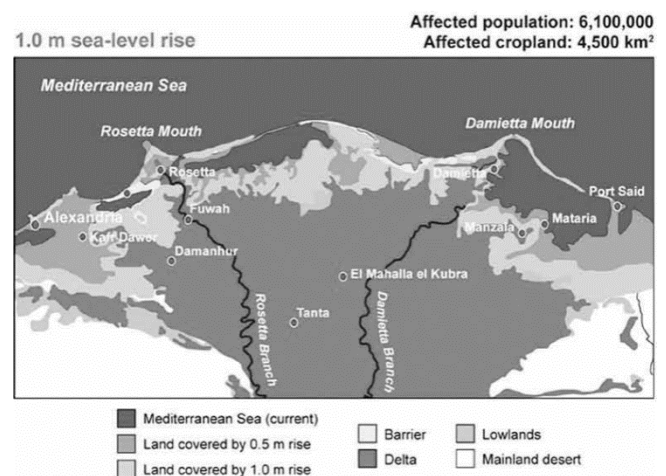 Affected population: 6,100,000
1.0 m sea-level rise
Affected cropland: 4,500 km²
Mediterranean Sea
Rosetta Mouth
Damietta Mouth
Rosetta
Damietta
Port Said
Alexandria
Fuwah
Mataria
Kafr Dawar
Manzala
Damanhur
El Mahalla el Kubra
Tanta
Rosetta Branch
Damietta Branch
Mediterranean Sea (current)
Land covered by 0.5 m rise
Land covered by 1.0 m rise
Barrier
Delta
Lowlands
Mainland desert